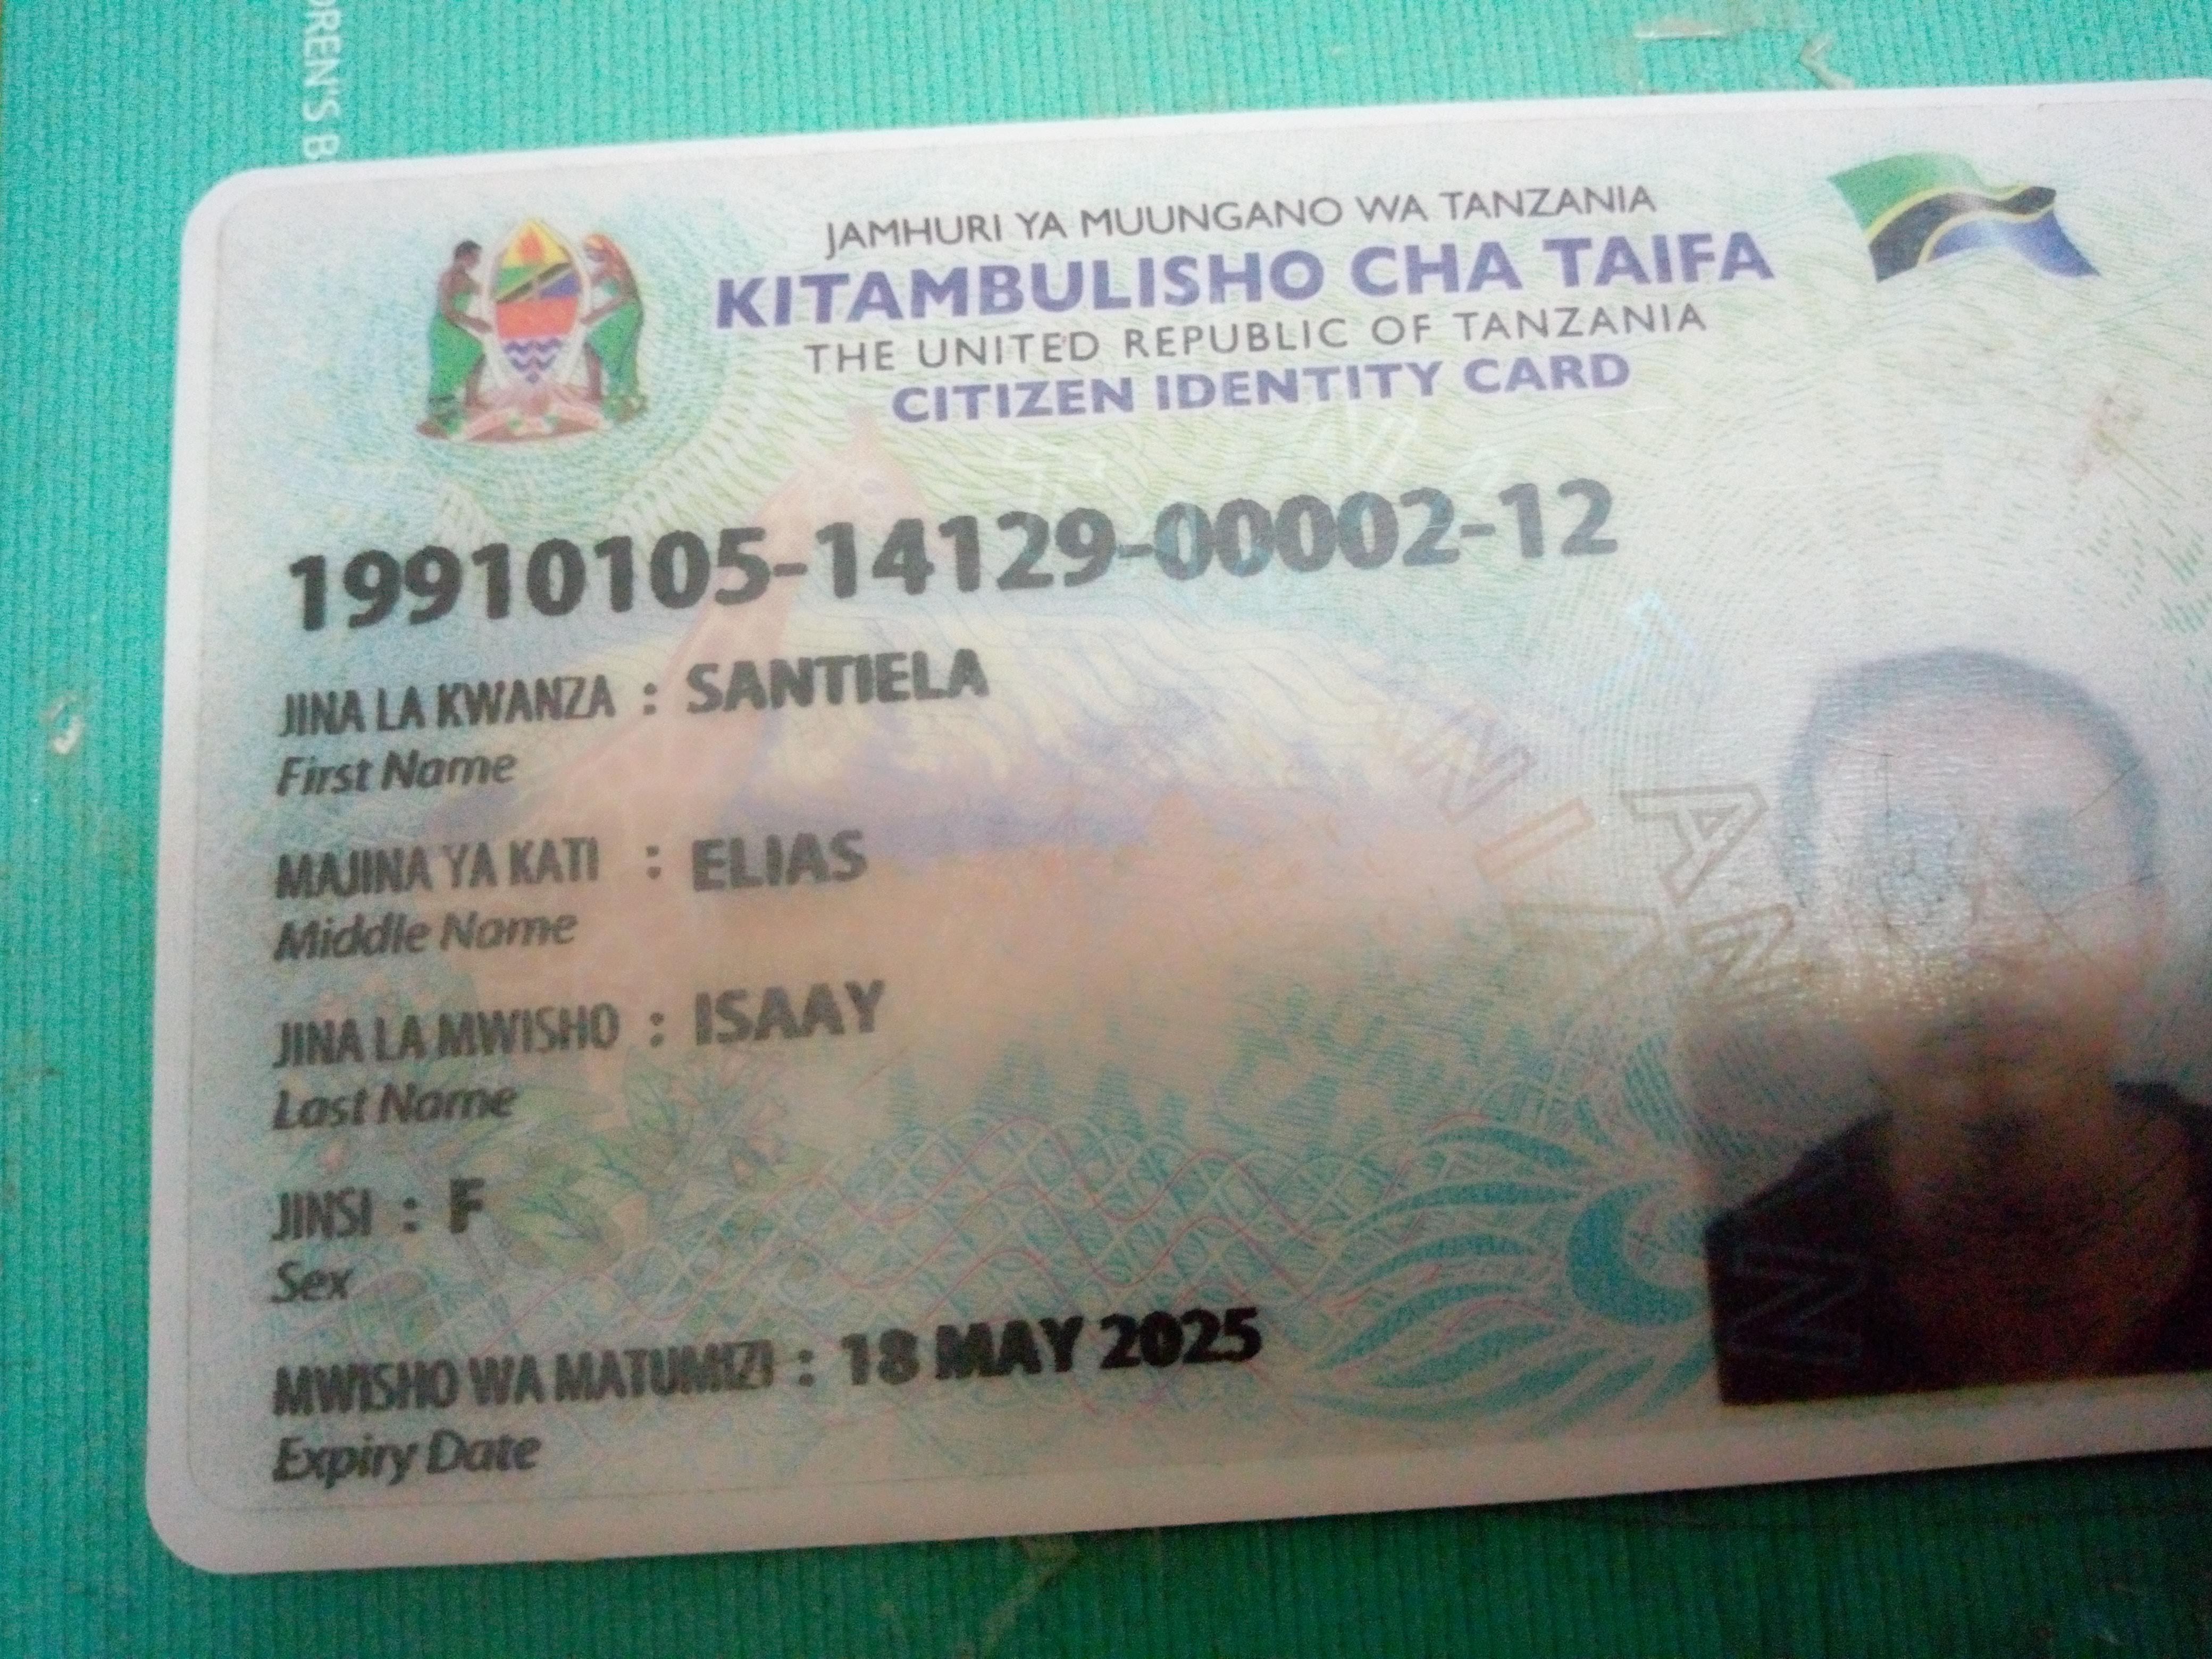 DREN'S B
JAMHURI YA MUUNGANO WA TANZANIA
KITAMBULISHO CHA TAIFA
THE UNITED REPUBLIC OF TANZANIA
CITIZEN IDENTITY CARD
19910105-14129-00002-12
JINA LA KWANZA : SANTIELA
First Name
MAJINA YA KATI : ELIAS
Middle Name
JINA LA MWISHO : ISAAY
Last Name
JINSI : F
Sex
MWISHO WA MATUMIZI : 18 MAY 2025
Expiry Date